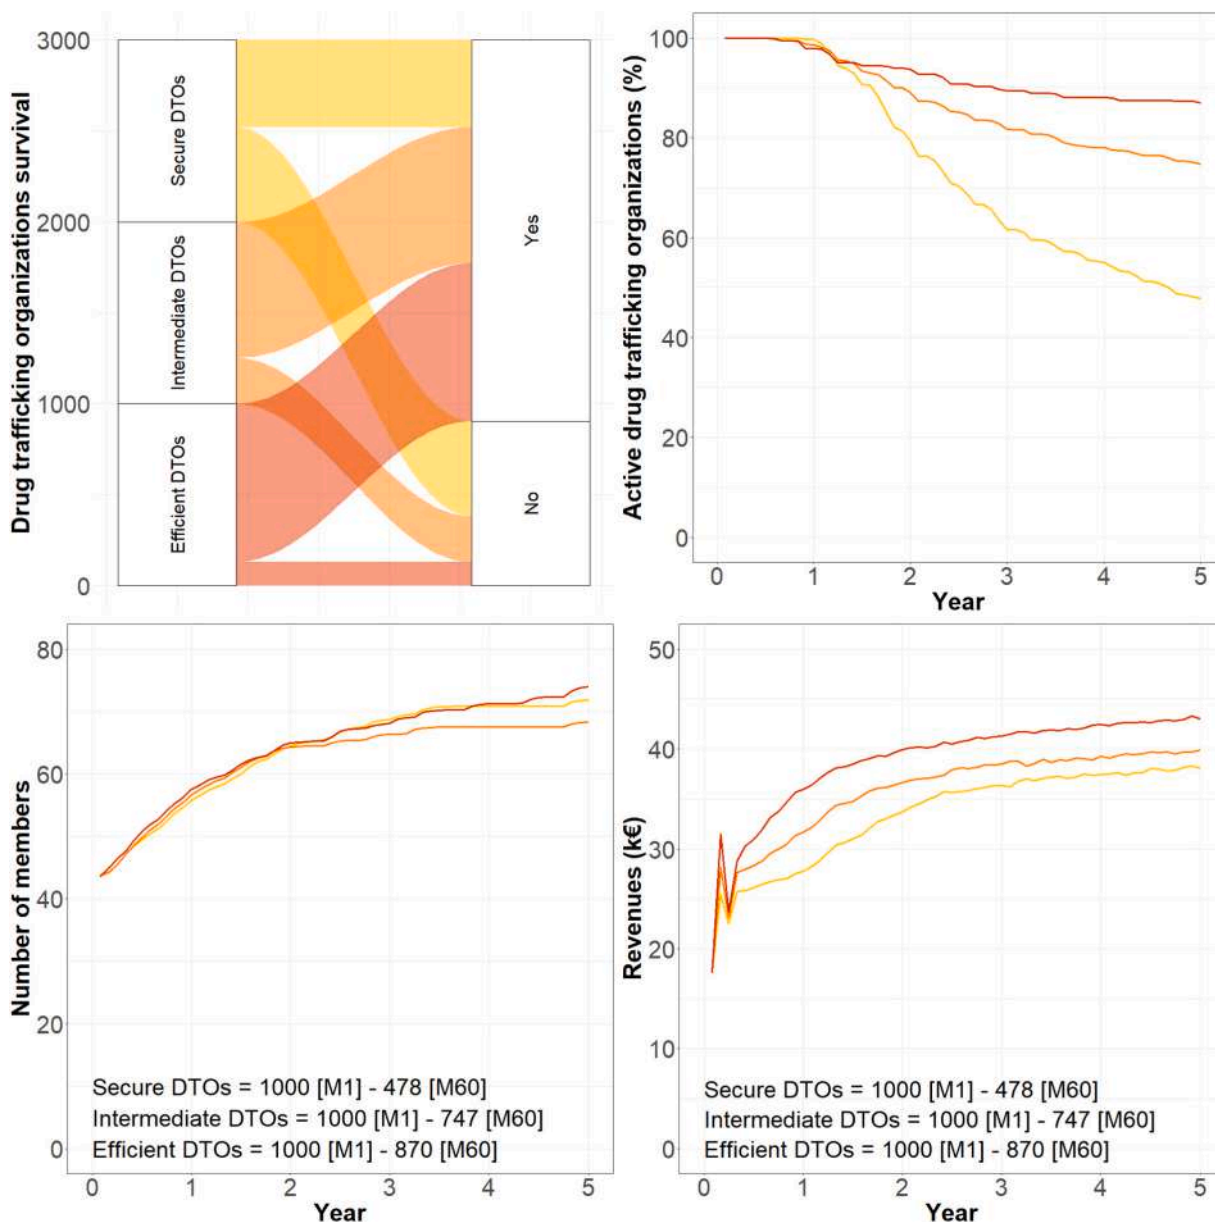 Drug trafficking organizations survival
3000
2000
1000
0
Secure DTOs
Intermediate DTOs
Efficient DTOs
Yes
No
Active drug trafficking organizations (%)
100
80
60
40
20
0
0 1 2 3 4 5
Year
Number of members
80
60
40
20
0
Secure DTOs = 1000 [M1] - 478 [M60]
Intermediate DTOs = 1000 [M1] - 747 [M60]
Efficient DTOs = 1000 [M1] - 870 [M60]
0 1 2 3 4 5
Year
Revenues (k€)
50
40
30
20
10
0
Secure DTOs = 1000 [M1] - 478 [M60]
Intermediate DTOs = 1000 [M1] - 747 [M60]
Efficient DTOs = 1000 [M1] - 870 [M60]
0 1 2 3 4 5
Year